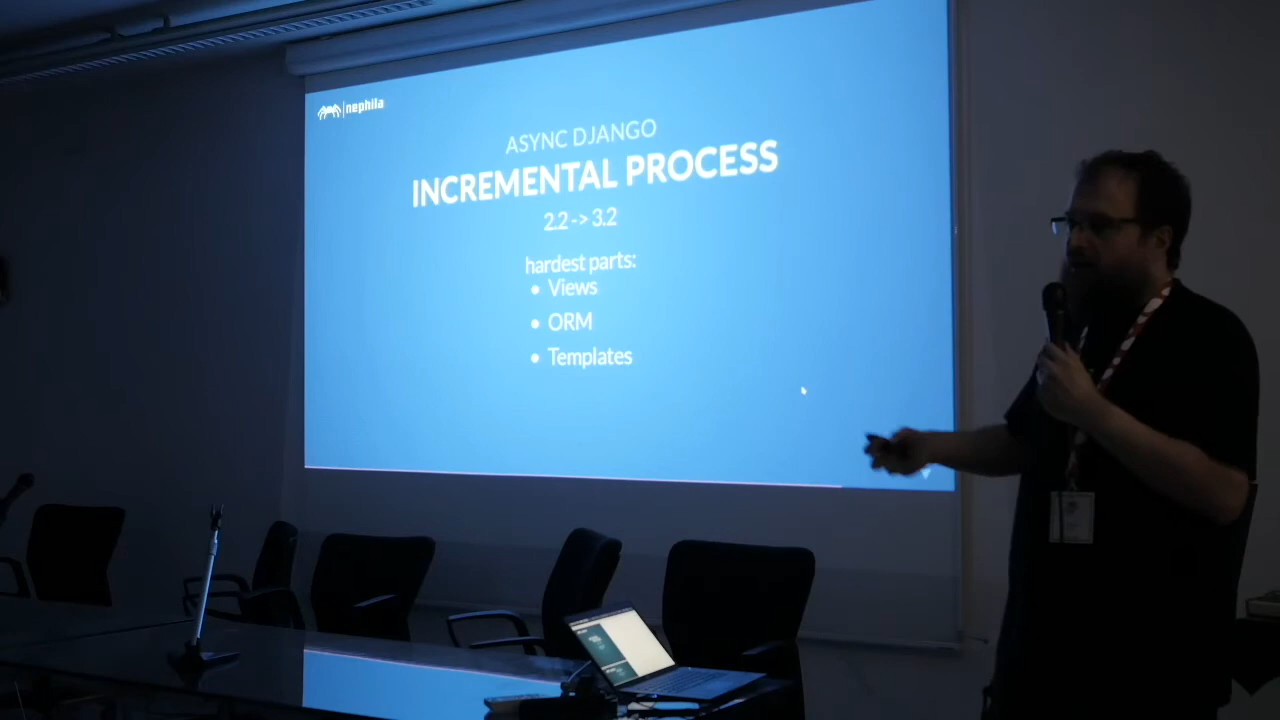 nephila
ASYNC DJANGO
INCREMENTAL PROCESS
2.2 -> 3.2
hardest parts:
• Views
• ORM
• Templates